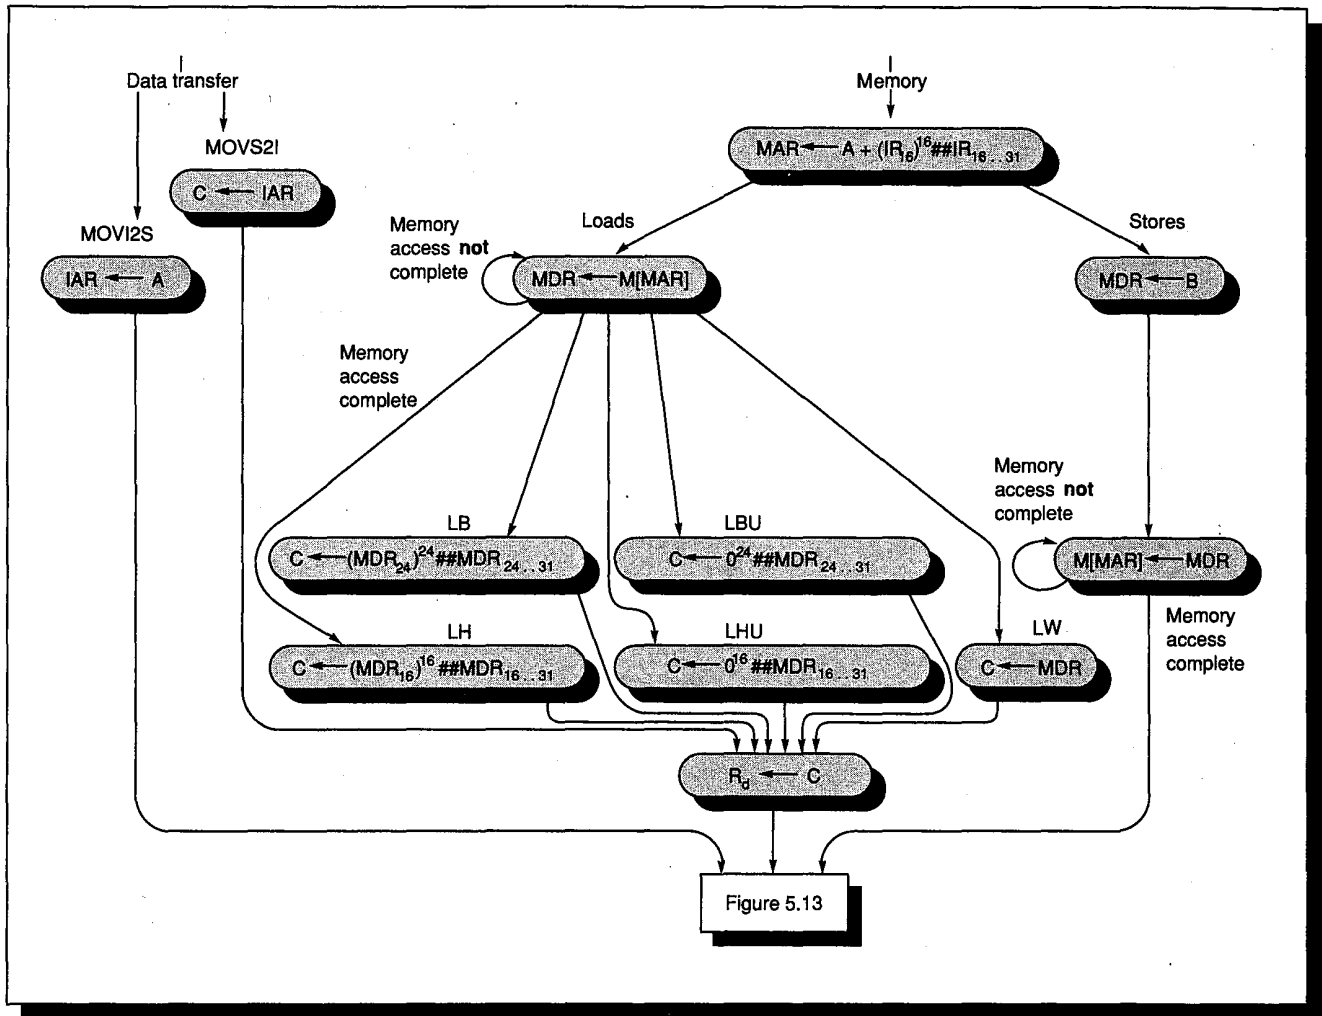 Data transfer
Memory
MOVS2I
MAR ← A + (IR₁₆)¹⁶##IR₁₆..₃₁
C ← IAR
Memory
access not
complete
Loads
Stores
MOVI2S
IAR ← A
MDR ← M[MAR]
MDR ← B
Memory
access
complete
Memory
access not
complete
LB
LBU
C ← (MDR₂₄)²⁴##MDR₂₄..₃₁
C ← 0²⁴##MDR₂₄..₃₁
M[MAR] ← MDR
Memory
access
complete
LH
LHU
LW
C ← (MDR₁₆)¹⁶##MDR₁₆..₃₁
C ← 0¹⁶##MDR₁₆..₃₁
C ← MDR
R_d ← C
Figure 5.13